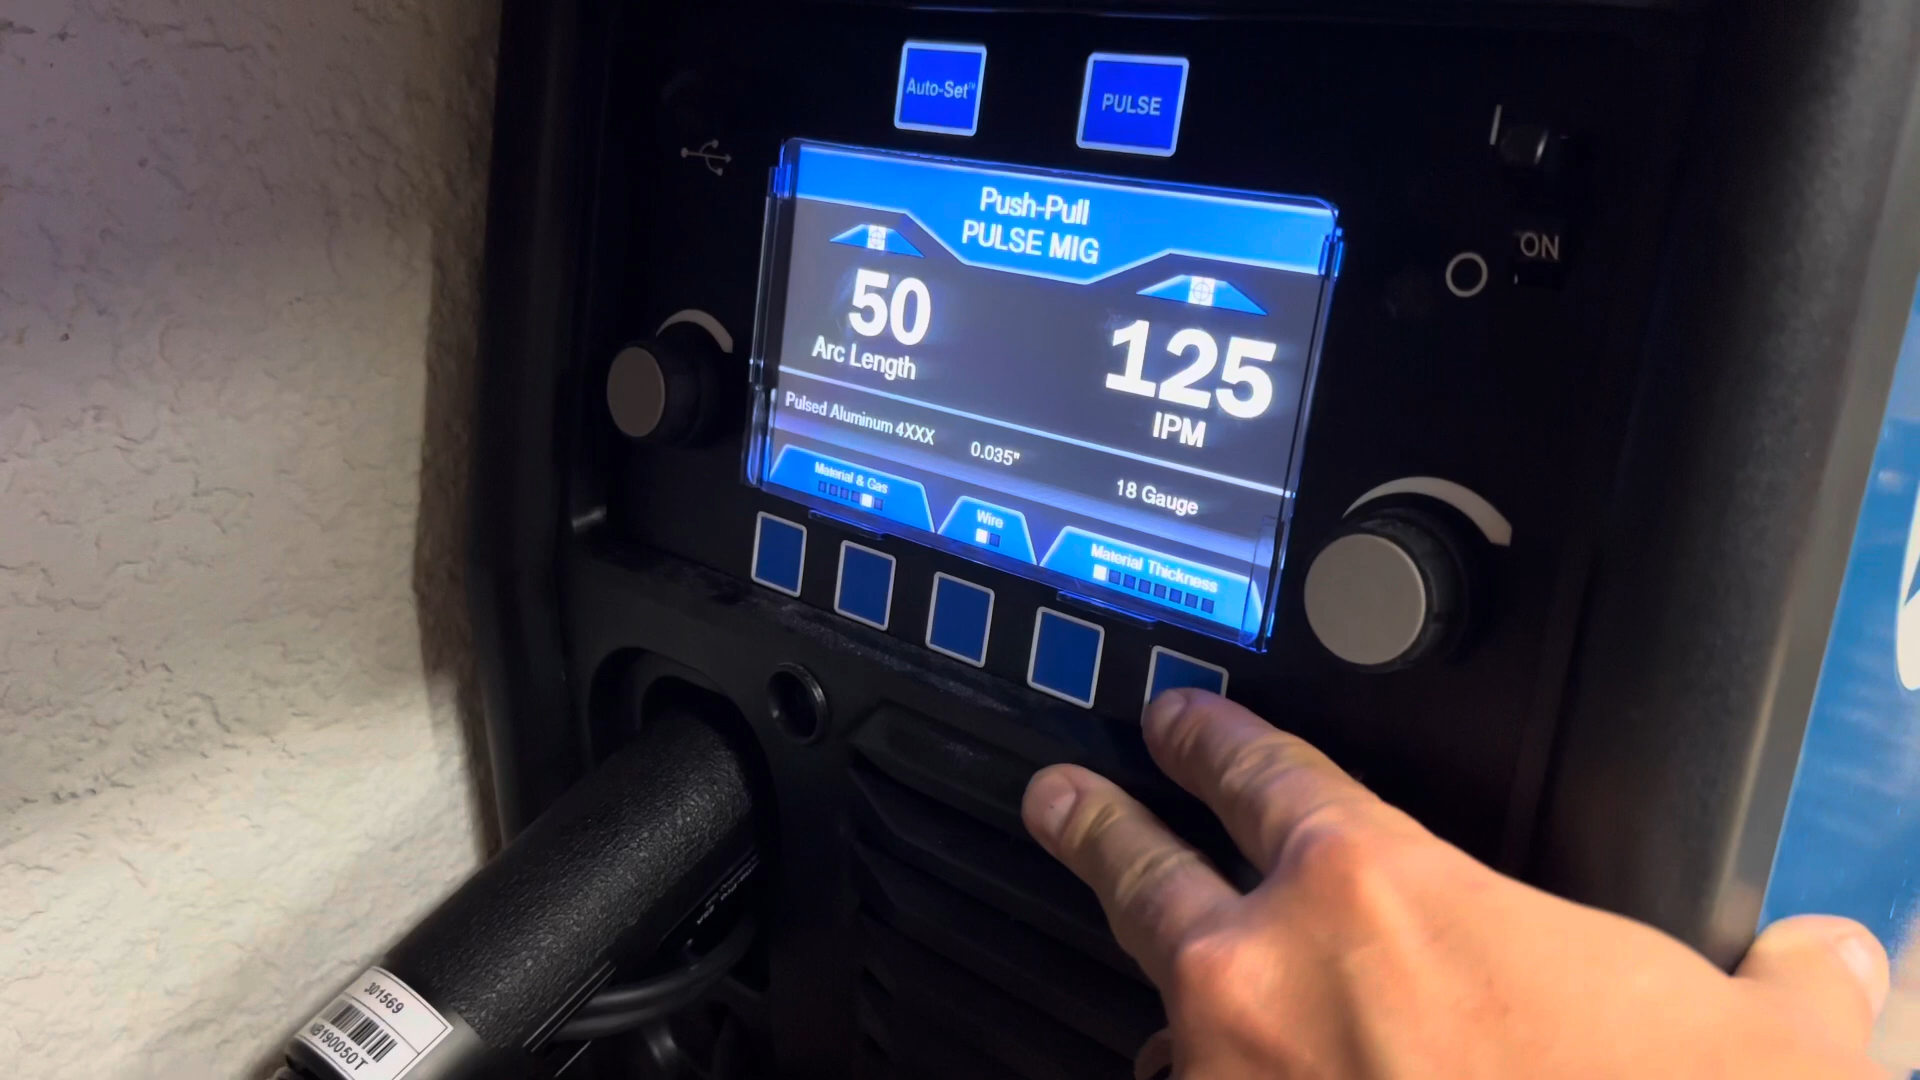 Auto-Set™
PULSE
Push-Pull
PULSE MIG
50
Arc Length
125
IPM
Pulsed Aluminum 4XXX
0.035"
18 Gauge
Material & Gas
Wire
Material Thickness
ON
301569